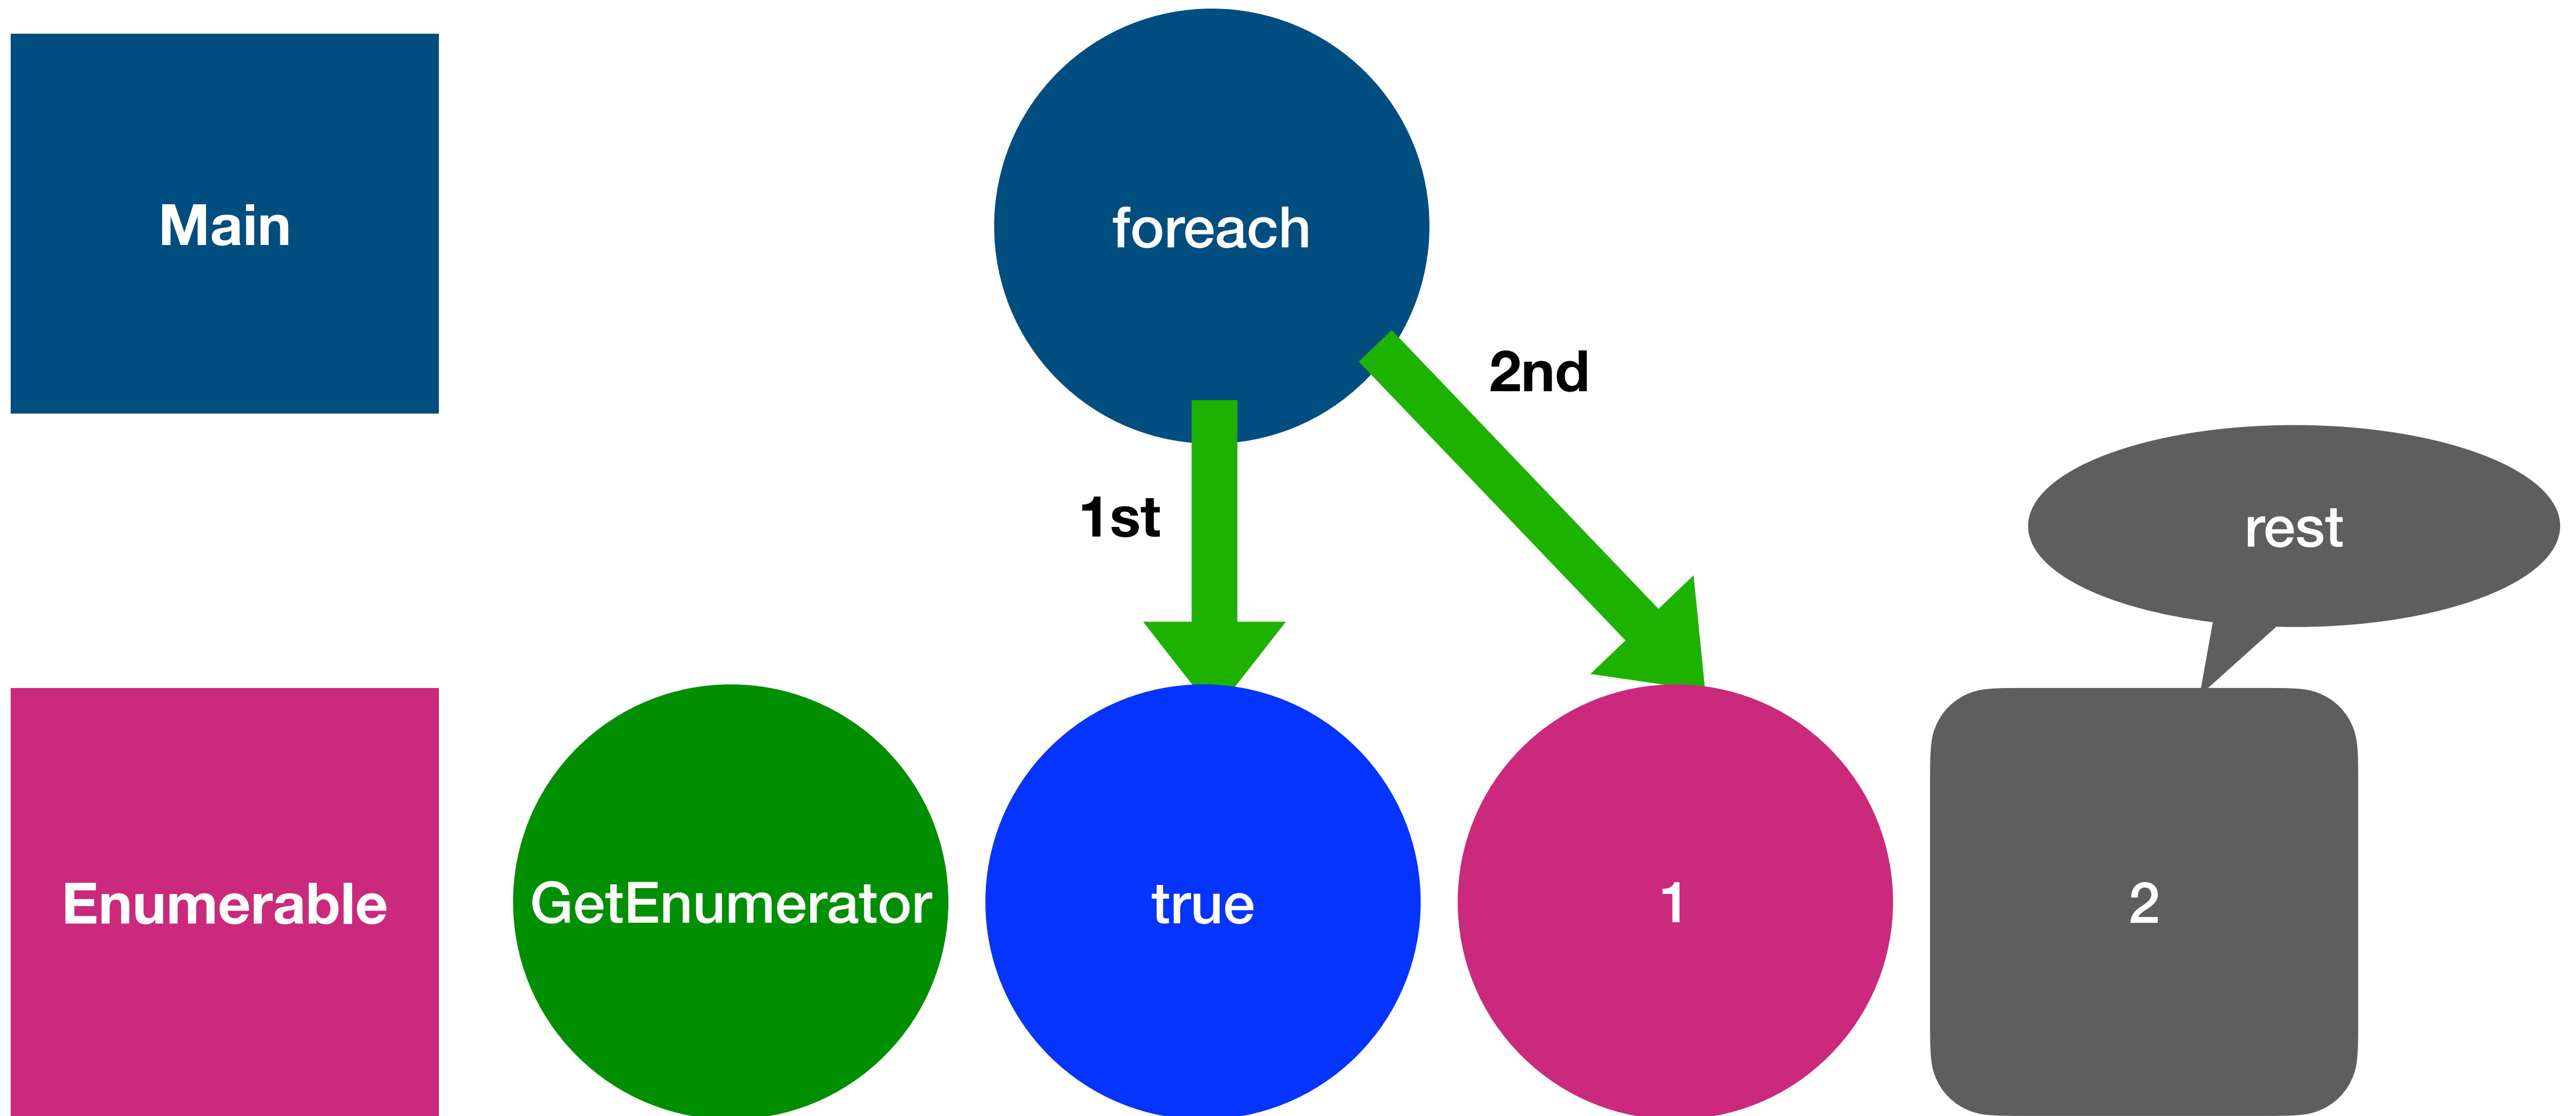 Main
foreach
2nd
1st
rest
Enumerable
GetEnumerator
true
1
2